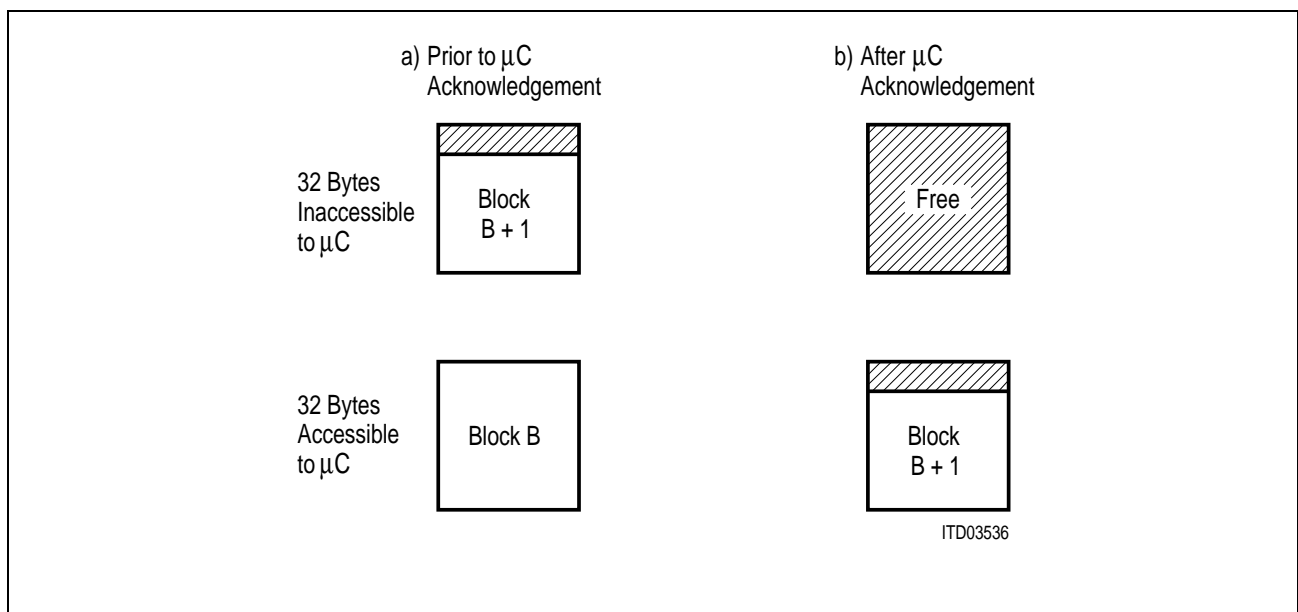 a) Prior to μC
Acknowledgement
b) After μC
Acknowledgement
32 Bytes
Inaccessible
to μC
Block
B + 1
Free
32 Bytes
Accessible
to μC
Block B
Block
B + 1
ITD03536